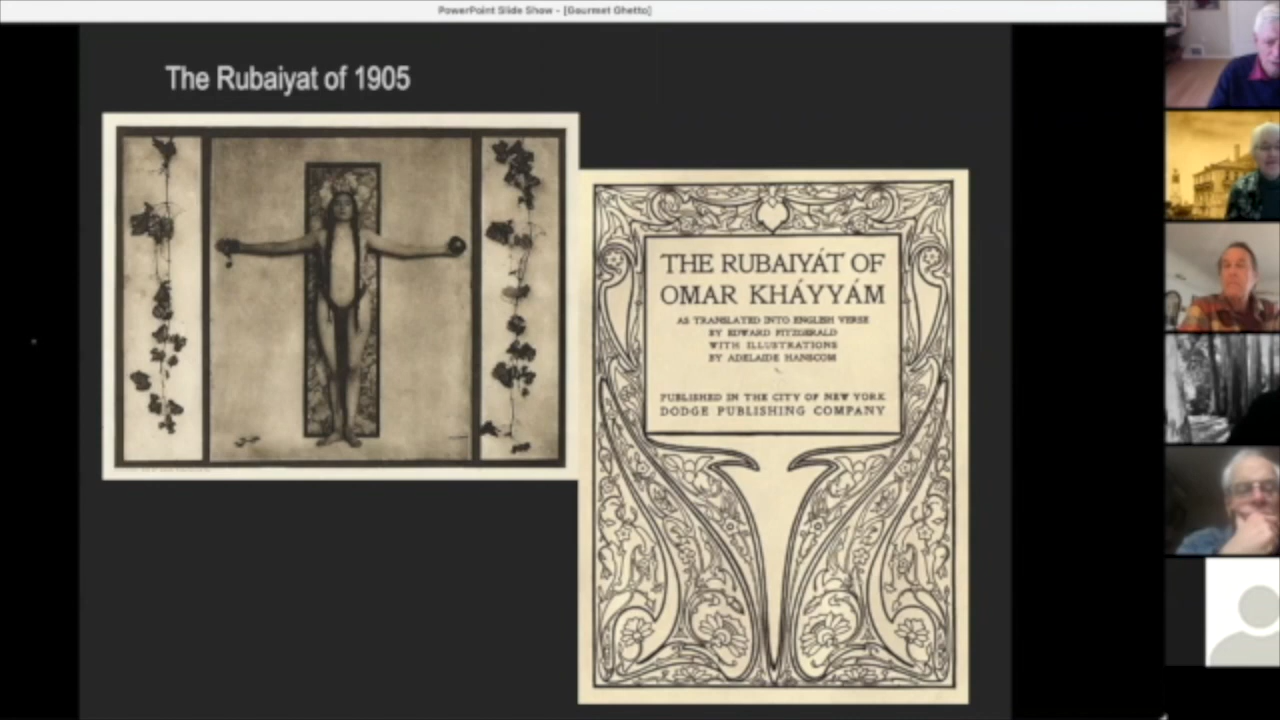 PowerPoint Slide Show - [Gourmet Ghetto]
The Rubaiyat of 1905
THE RUBAIYÁT OF
OMAR KHÁYYÁM
AS TRANSLATED INTO ENGLISH VERSE
BY EDWARD FITZGERALD
WITH ILLUSTRATIONS
BY ADELAIDE HANSCOM
PUBLISHED IN THE CITY OF NEW YORK
DODGE PUBLISHING COMPANY